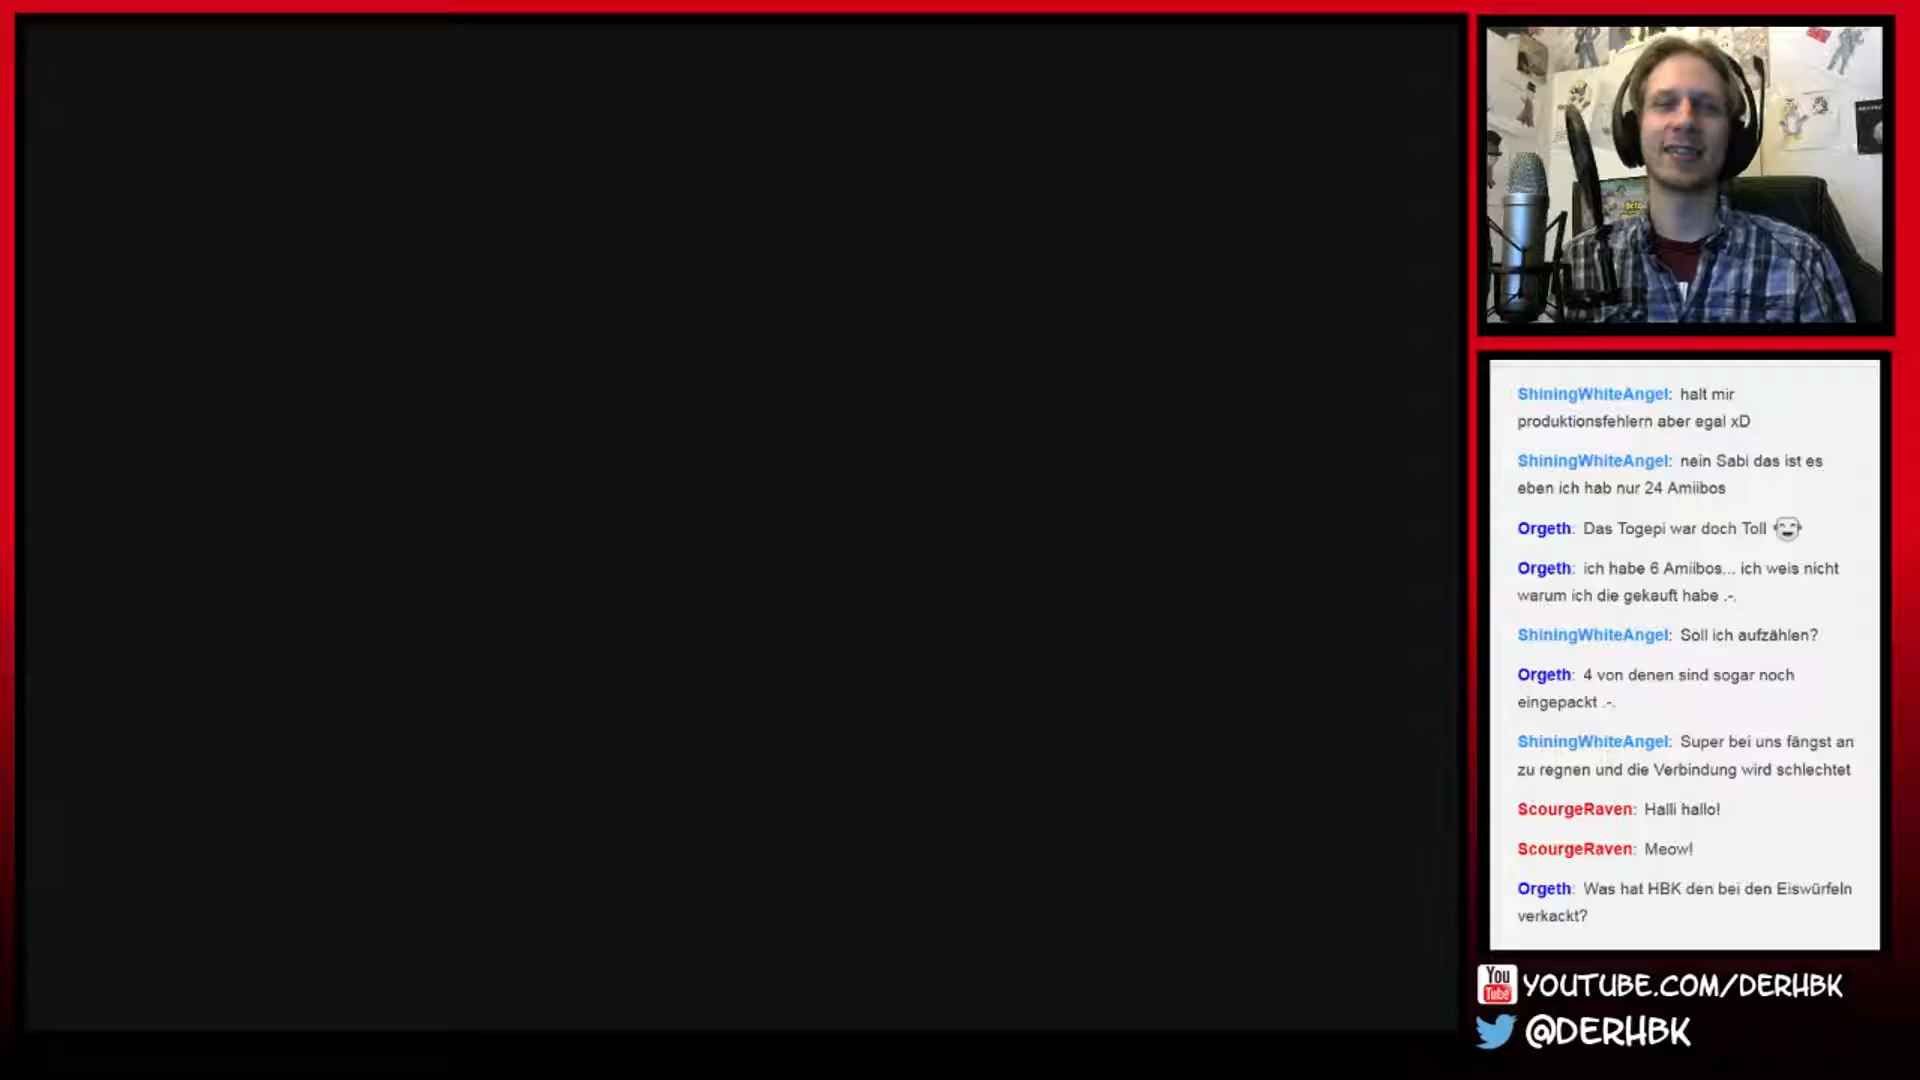 ShiningWhiteAngel: halt mir
produktionsfehlern aber egal xD
ShiningWhiteAngel: nein Sabi das ist es
eben ich hab nur 24 Amiibos
Orgeth: Das Togepi war doch Toll
Orgeth: ich habe 6 Amiibos... ich weis nicht
warum ich die gekauft habe .-.
ShiningWhiteAngel: Soll ich aufzählen?
Orgeth: 4 von denen sind sogar noch
eingepackt .-.
ShiningWhiteAngel: Super bei uns fängst an
zu regnen und die Verbindung wird schlechtet
ScourgeRaven: Halli hallo!
ScourgeRaven: Meow!
Orgeth: Was hat HBK den bei den Eiswürfeln
verkackt?
You Tube YOUTUBE.COM/DERHBK
@DERHBK